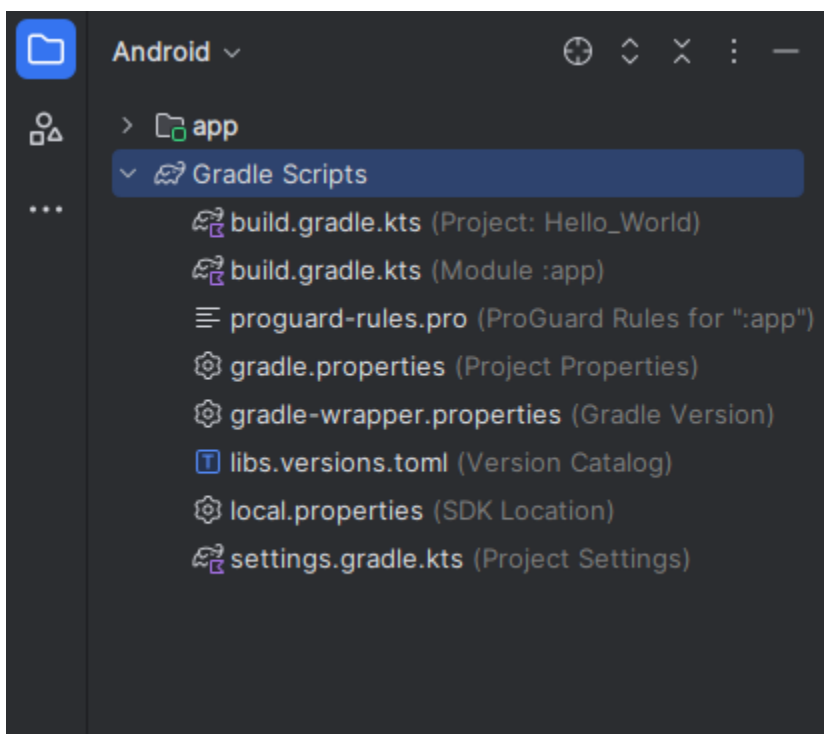 Android
app
Gradle Scripts
build.gradle.kts (Project: Hello_World)
build.gradle.kts (Module :app)
proguard-rules.pro (ProGuard Rules for ":app")
gradle.properties (Project Properties)
gradle-wrapper.properties (Gradle Version)
libs.versions.toml (Version Catalog)
local.properties (SDK Location)
settings.gradle.kts (Project Settings)